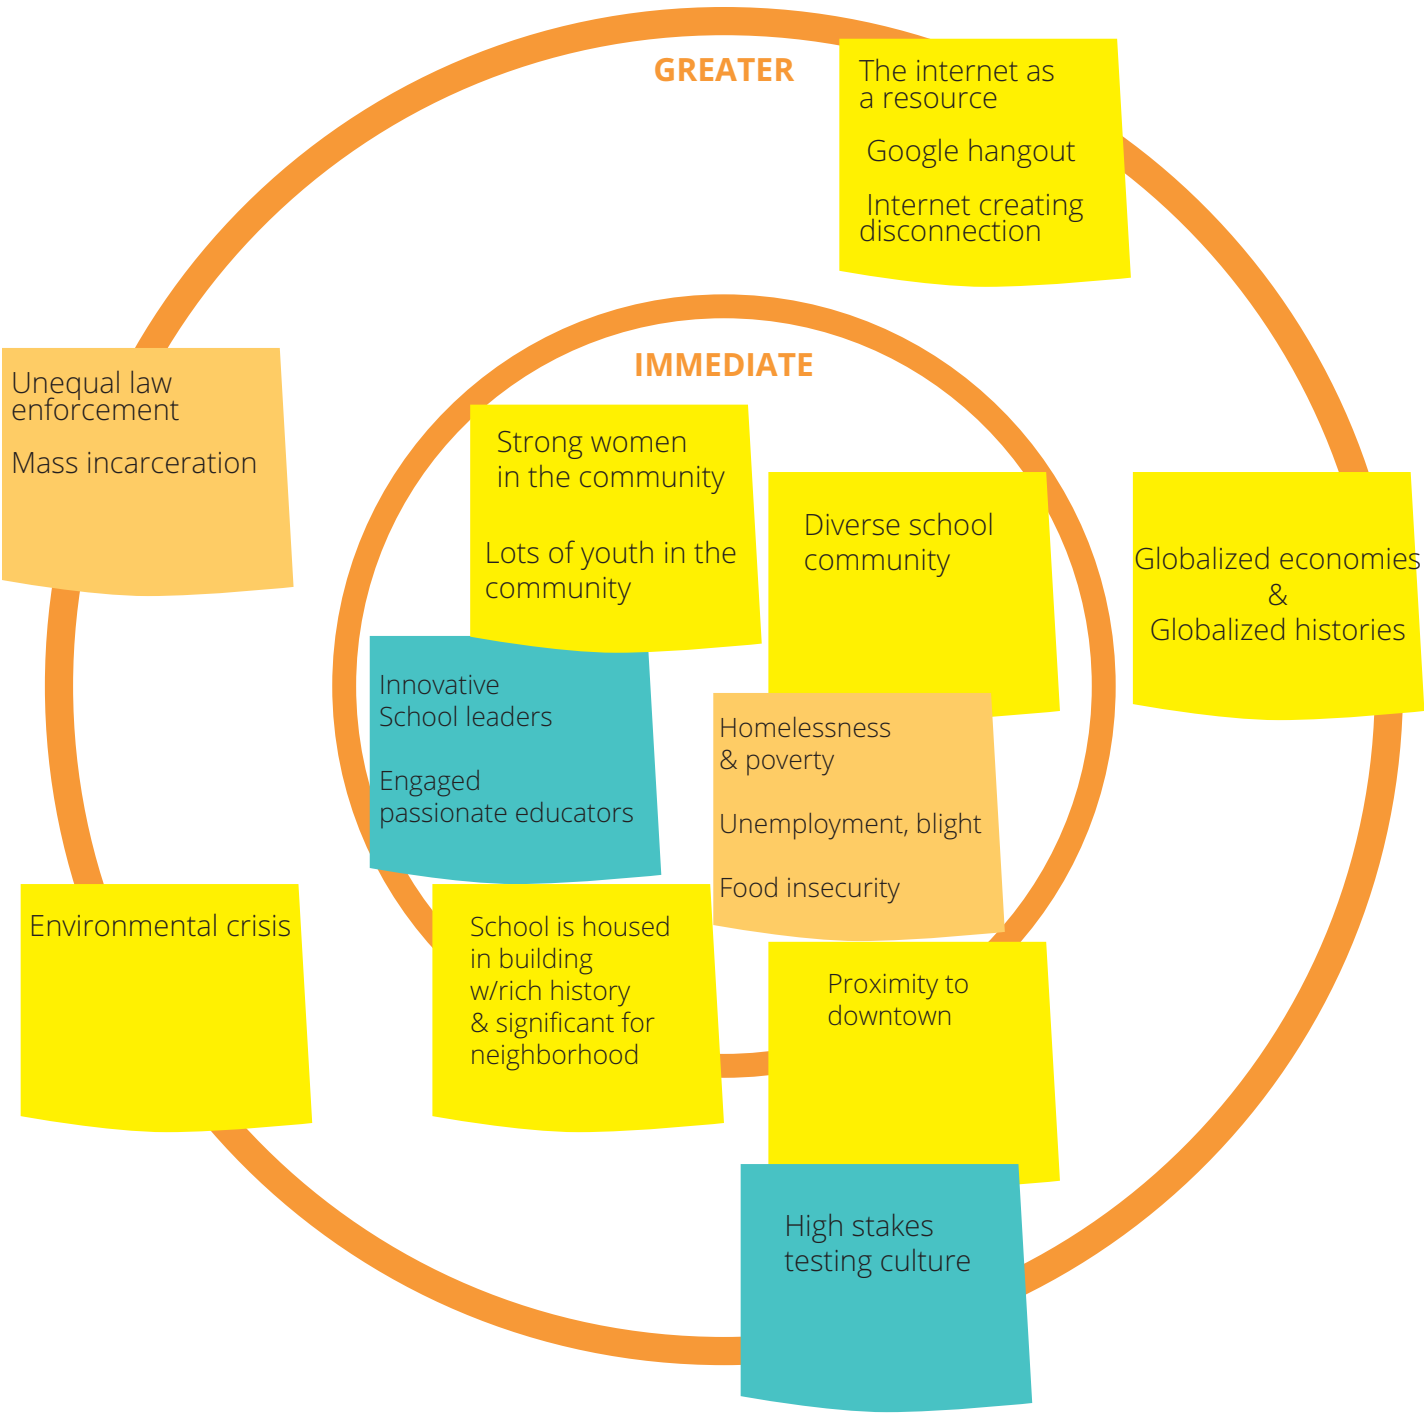 GREATER
The internet as
a resource
Google hangout
Internet creating
disconnection
IMMEDIATE
Unequal law
enforcement
Mass incarceration
Strong women
in the community
Lots of youth in the
community
Diverse school
community
Globalized economies
&
Globalized histories
Innovative
School leaders
Engaged
passionate educators
Homelessness
& poverty
Unemployment, blight
Food insecurity
Environmental crisis
School is housed
in building
w/rich history
& significant for
neighborhood
Proximity to
downtown
High stakes
testing culture